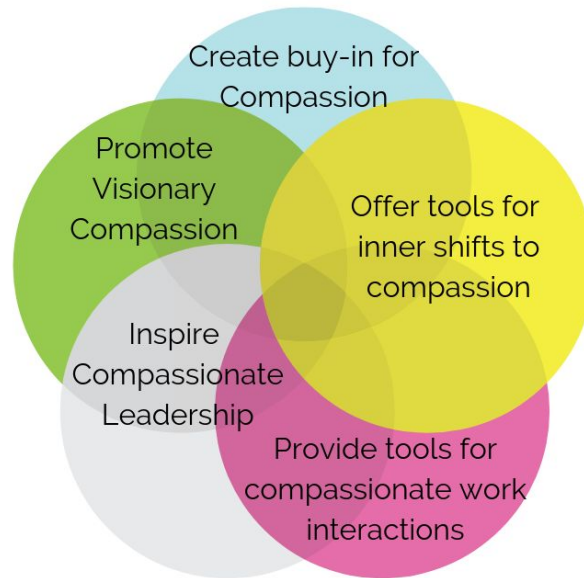 Create buy-in for
Compassion
Promote
Visionary
Compassion
Offer tools for
inner shifts to
compassion
Inspire
Compassionate
Leadership
Provide tools for
compassionate work
interactions